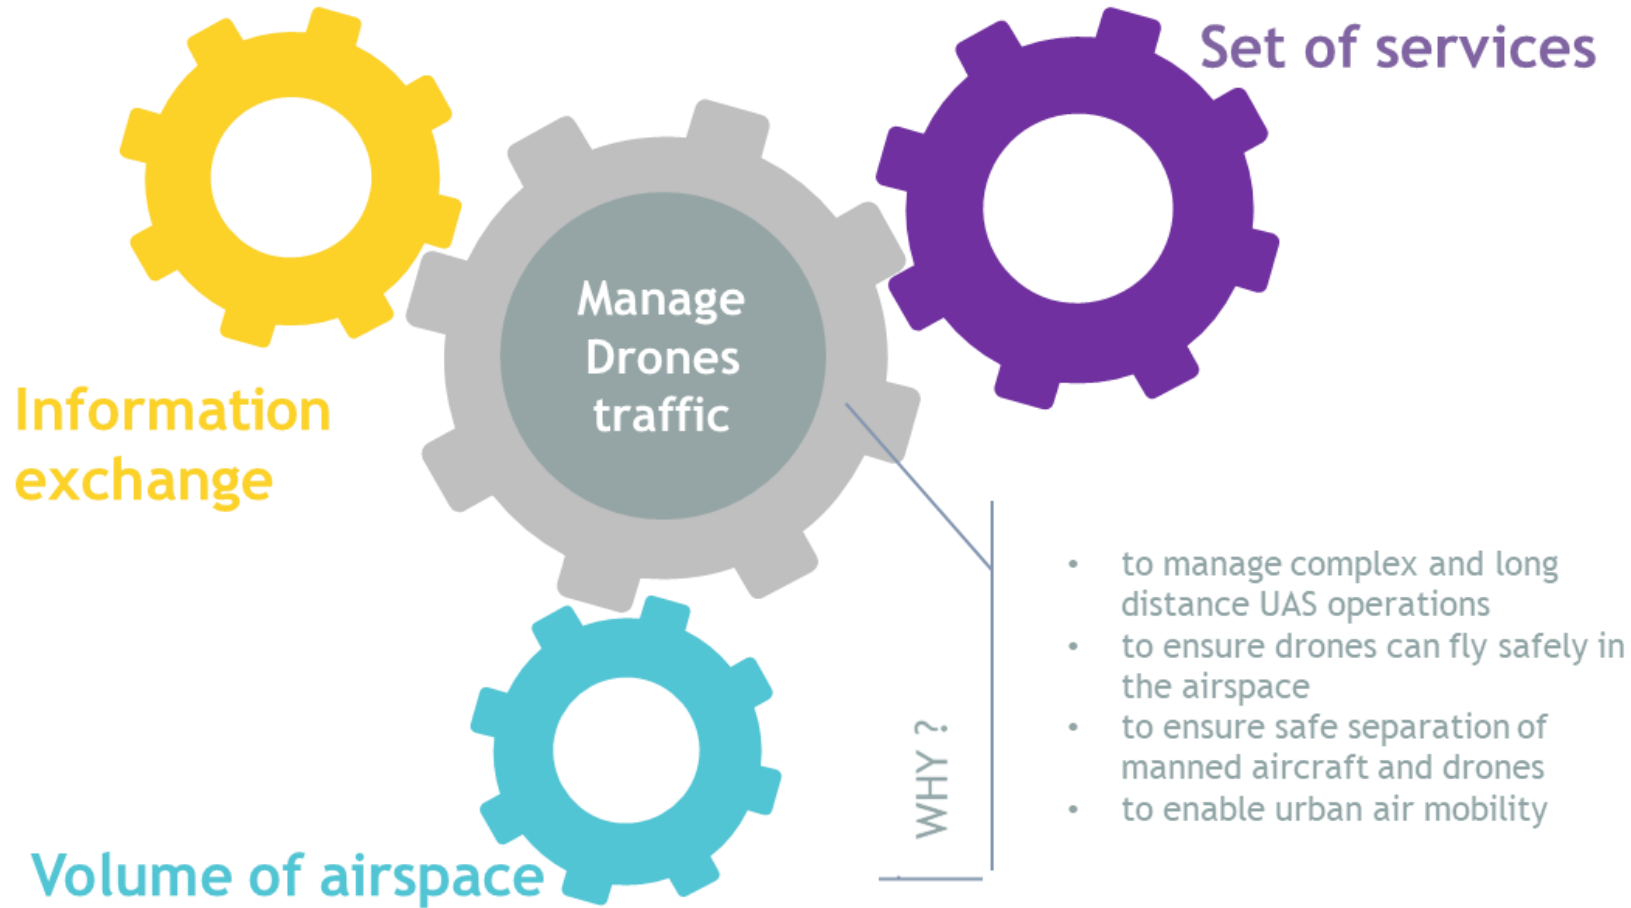 Set of services
Manage
Drones
traffic
Information
exchange
Volume of airspace
WHY ?
• to manage complex and long
distance UAS operations
• to ensure drones can fly safely in
the airspace
• to ensure safe separation of
manned aircraft and drones
• to enable urban air mobility